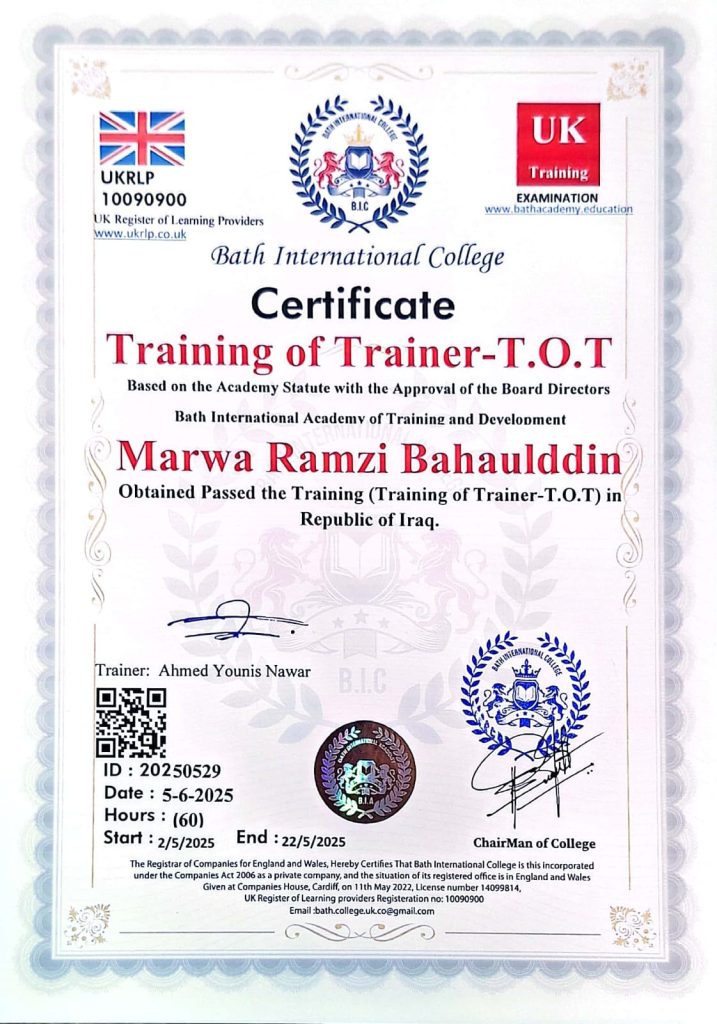 UKRLP
10090900
UK Register of Learning Providers
www.ukrlp.co.uk
BATH INTERNATIONAL COLLEGE
B.I.C
UK
Training
EXAMINATION
www.bathacademy.education
Bath International College
Certificate
Training of Trainer-T.O.T
Based on the Academy Statute with the Approval of the Board Directors
Bath International Academy of Training and Development
Marwa Ramzi Bahaulddin
Obtained Passed the Training (Training of Trainer-T.O.T) in
Republic of Iraq.
B.I.C
Trainer: Ahmed Younis Nawar
BATH INTERNATIONAL COLLEGE
ID : 20250529
Date : 5-6-2025
Hours : (60)
Start : 2/5/2025 End : 22/5/2025
B.I.A
ChairMan of College
The Registrar of Companies for England and Wales, Hereby Certifies That Bath International College is this incorporated
under the Companies Act 2006 as a private company, and the situation of its registered office is in England and Wales
Given at Companies House, Cardiff, on 11th May 2022, License number 14099814,
UK Register of Learning providers Registeration no: 10090900
Email :bath.college.uk.co@gmail.com